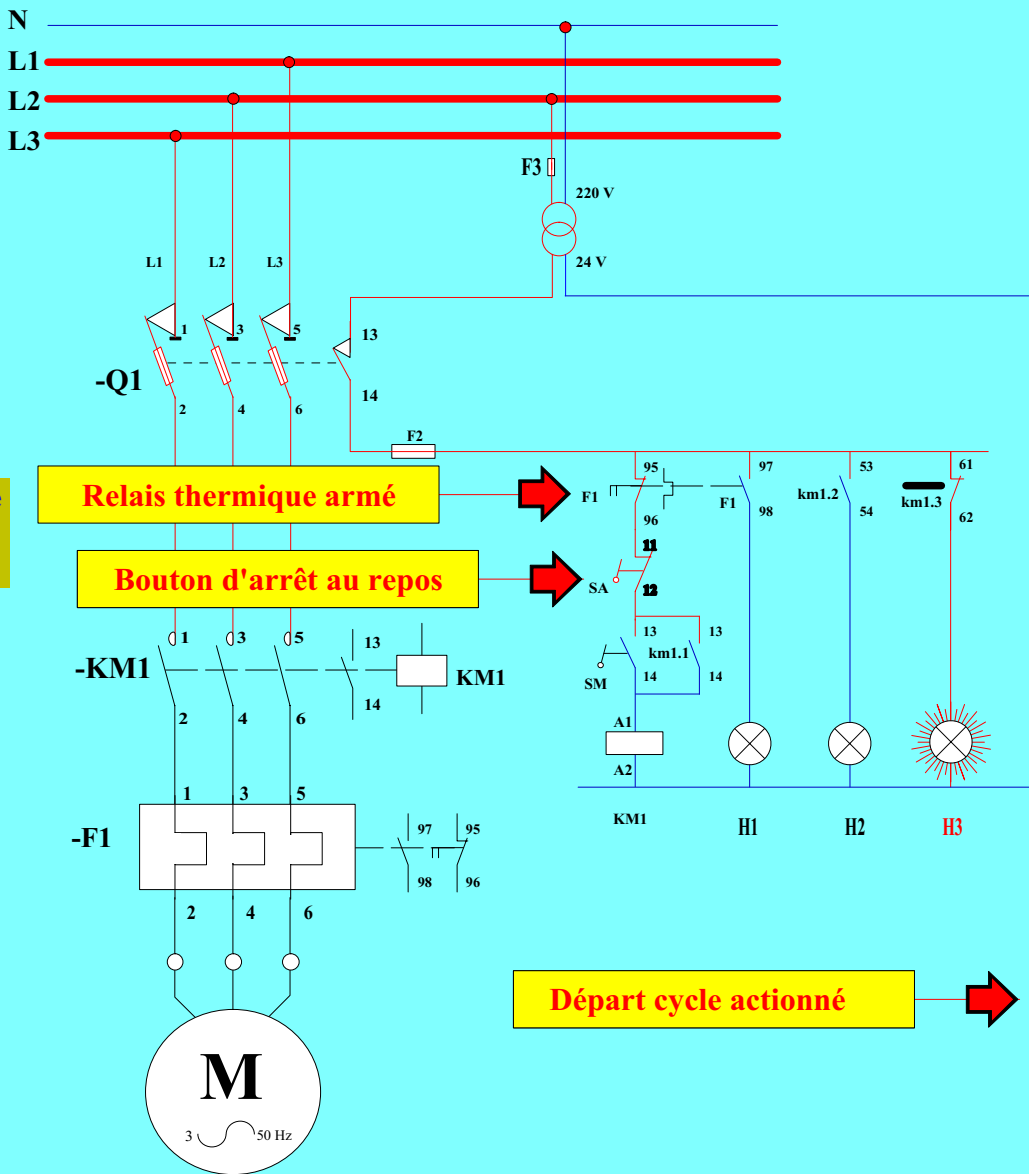 N
L1
L2
L3
F3
220 V
24 V
L1 L2 L3
1 3 5 13
-Q1
14
2 4 6
F2
Relais thermique armé
F1
95
96
F1
97
98
km1.2
53
54
km1.3
61
62
Bouton d'arrêt au repos
SA
11
12
-KM1
1 3 5 13
KM1
14
2 4 6
SM
13
14
km1.1
13
14
A1
A2
KM1 H1 H2 H3
-F1
1 3 5
97 95
98 96
2 4 6
Départ cycle actionné
M
3 50 Hz